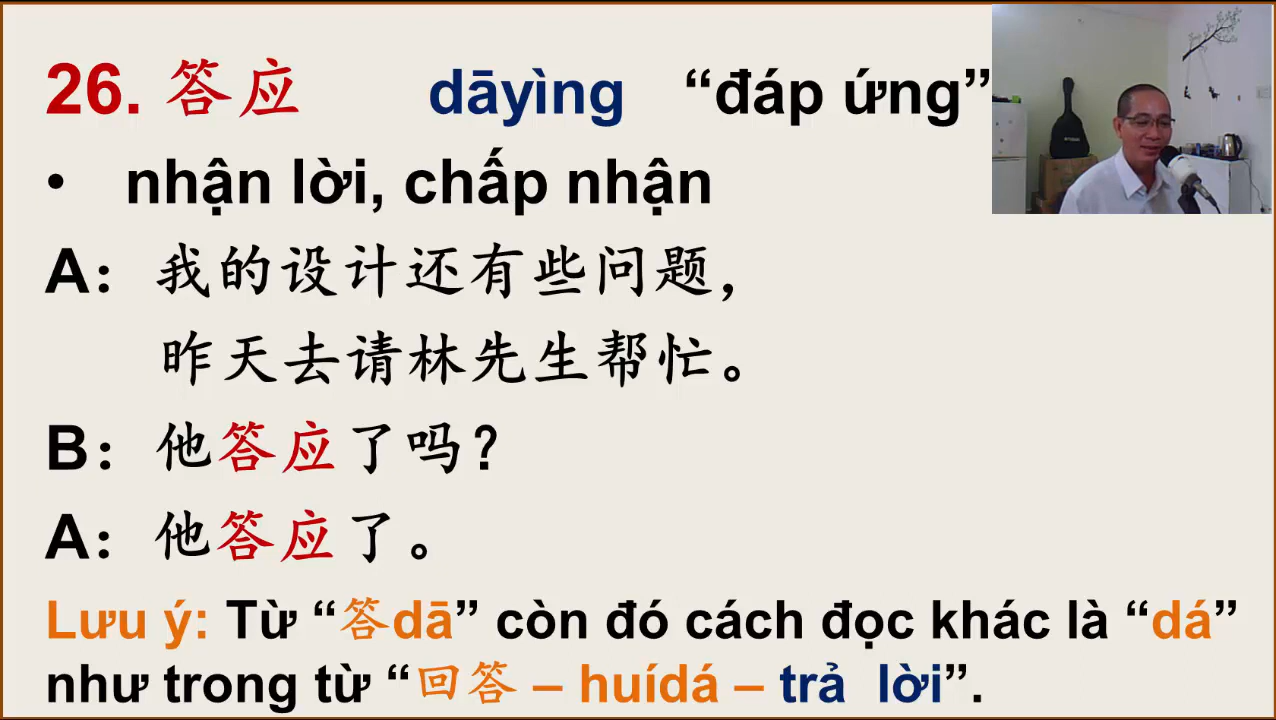 26. 答应 dāyìng “đáp ứng”
• nhận lời, chấp nhận
A：我的设计还有些问题，
昨天去请林先生帮忙。
B：他答应了吗？
A：他答应了。
Lưu ý: Từ “答dā” còn đó cách đọc khác là “dá”
như trong từ “回答 – huídá – trả lời”.